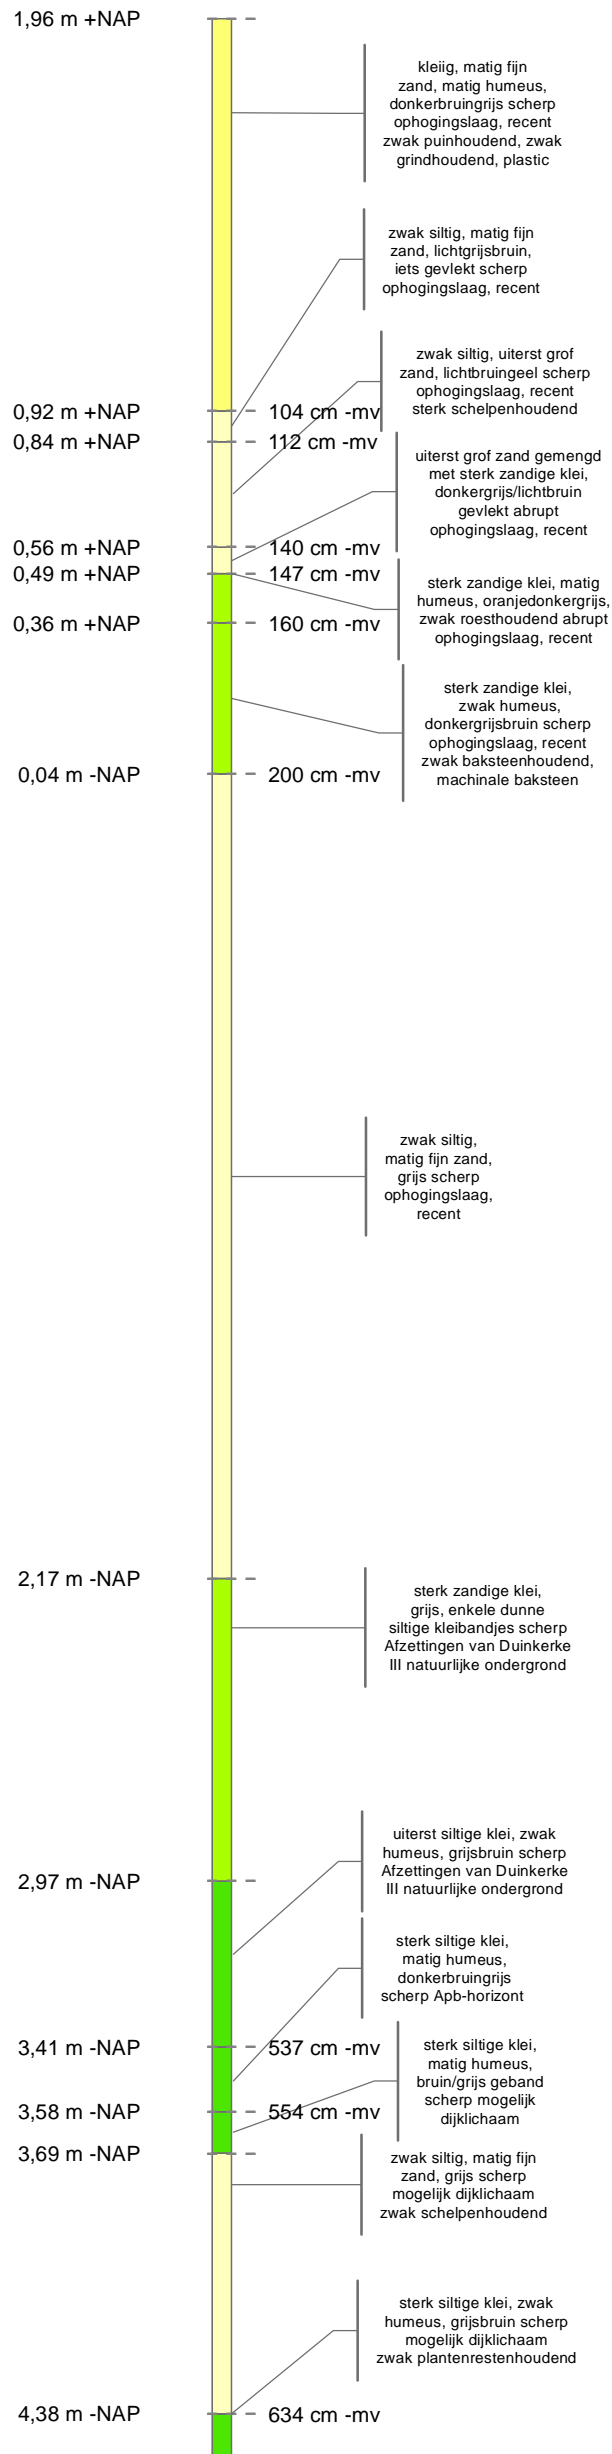 1,96 m +NAP
kleiig, matig fijn
zand, matig humeus,
donkerbruingrijs scherp
ophogingslaag, recent
zwak puinhoudend, zwak
grindhoudend, plastic
zwak siltig, matig fijn
zand, lichtgrijsbruin,
iets gevlekt scherp
ophogingslaag, recent
zwak siltig, uiterst grof
zand, lichtbruingeel scherp
ophogingslaag, recent
sterk schelpenhoudend
0,92 m +NAP 104 cm -mv
0,84 m +NAP 112 cm -mv
uiterst grof zand gemengd
met sterk zandige klei,
donkergrijs/lichtbruin
gevlekt abrupt
ophogingslaag, recent
0,56 m +NAP 140 cm -mv
0,49 m +NAP 147 cm -mv
sterk zandige klei, matig
humeus, oranjedonkergrijs,
zwak roesthoudend abrupt
ophogingslaag, recent
0,36 m +NAP 160 cm -mv
sterk zandige klei,
zwak humeus,
donkergrijsbruin scherp
ophogingslaag, recent
zwak baksteenhoudend,
machinale baksteen
0,04 m -NAP 200 cm -mv
zwak siltig,
matig fijn zand,
grijs scherp
ophogingslaag,
recent
2,17 m -NAP
sterk zandige klei,
grijs, enkele dunne
siltige kleibandjes scherp
Afzettingen van Duinkerke
III natuurlijke ondergrond
uiterst siltige klei, zwak
humeus, grijsbruin scherp
Afzettingen van Duinkerke
III natuurlijke ondergrond
2,97 m -NAP
sterk siltige klei,
matig humeus,
donkerbruingrijs
scherp Apb-horizont
3,41 m -NAP 537 cm -mv
sterk siltige klei,
matig humeus,
bruin/grijs geband
scherp mogelijk
dijklichaam
3,58 m -NAP 554 cm -mv
3,69 m -NAP
zwak siltig, matig fijn
zand, grijs scherp
mogelijk dijklichaam
zwak schelpenhoudend
sterk siltige klei, zwak
humeus, grijsbruin scherp
mogelijk dijklichaam
zwak plantenrestenhoudend
4,38 m -NAP 634 cm -mv